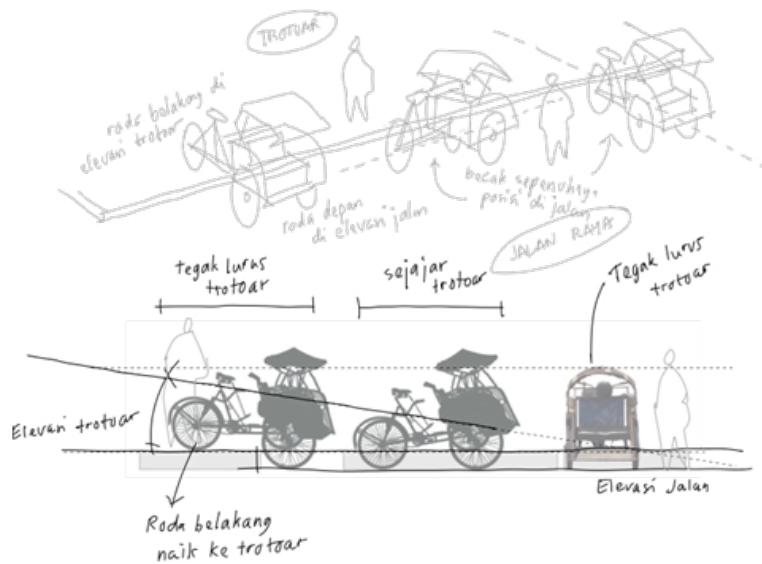 TROTOAR
roda belakang di
elevasi trotoar
roda depan
di elevasi jalan
becak sepenuhnya
posisi di jalan
JALAN RAYA
tegak lurus
trotoar
sejajar
trotoar
Tegak lurus
trotoar
Elevasi trotoar
Elevasi Jalan
Roda belakang
naik ke trotoar